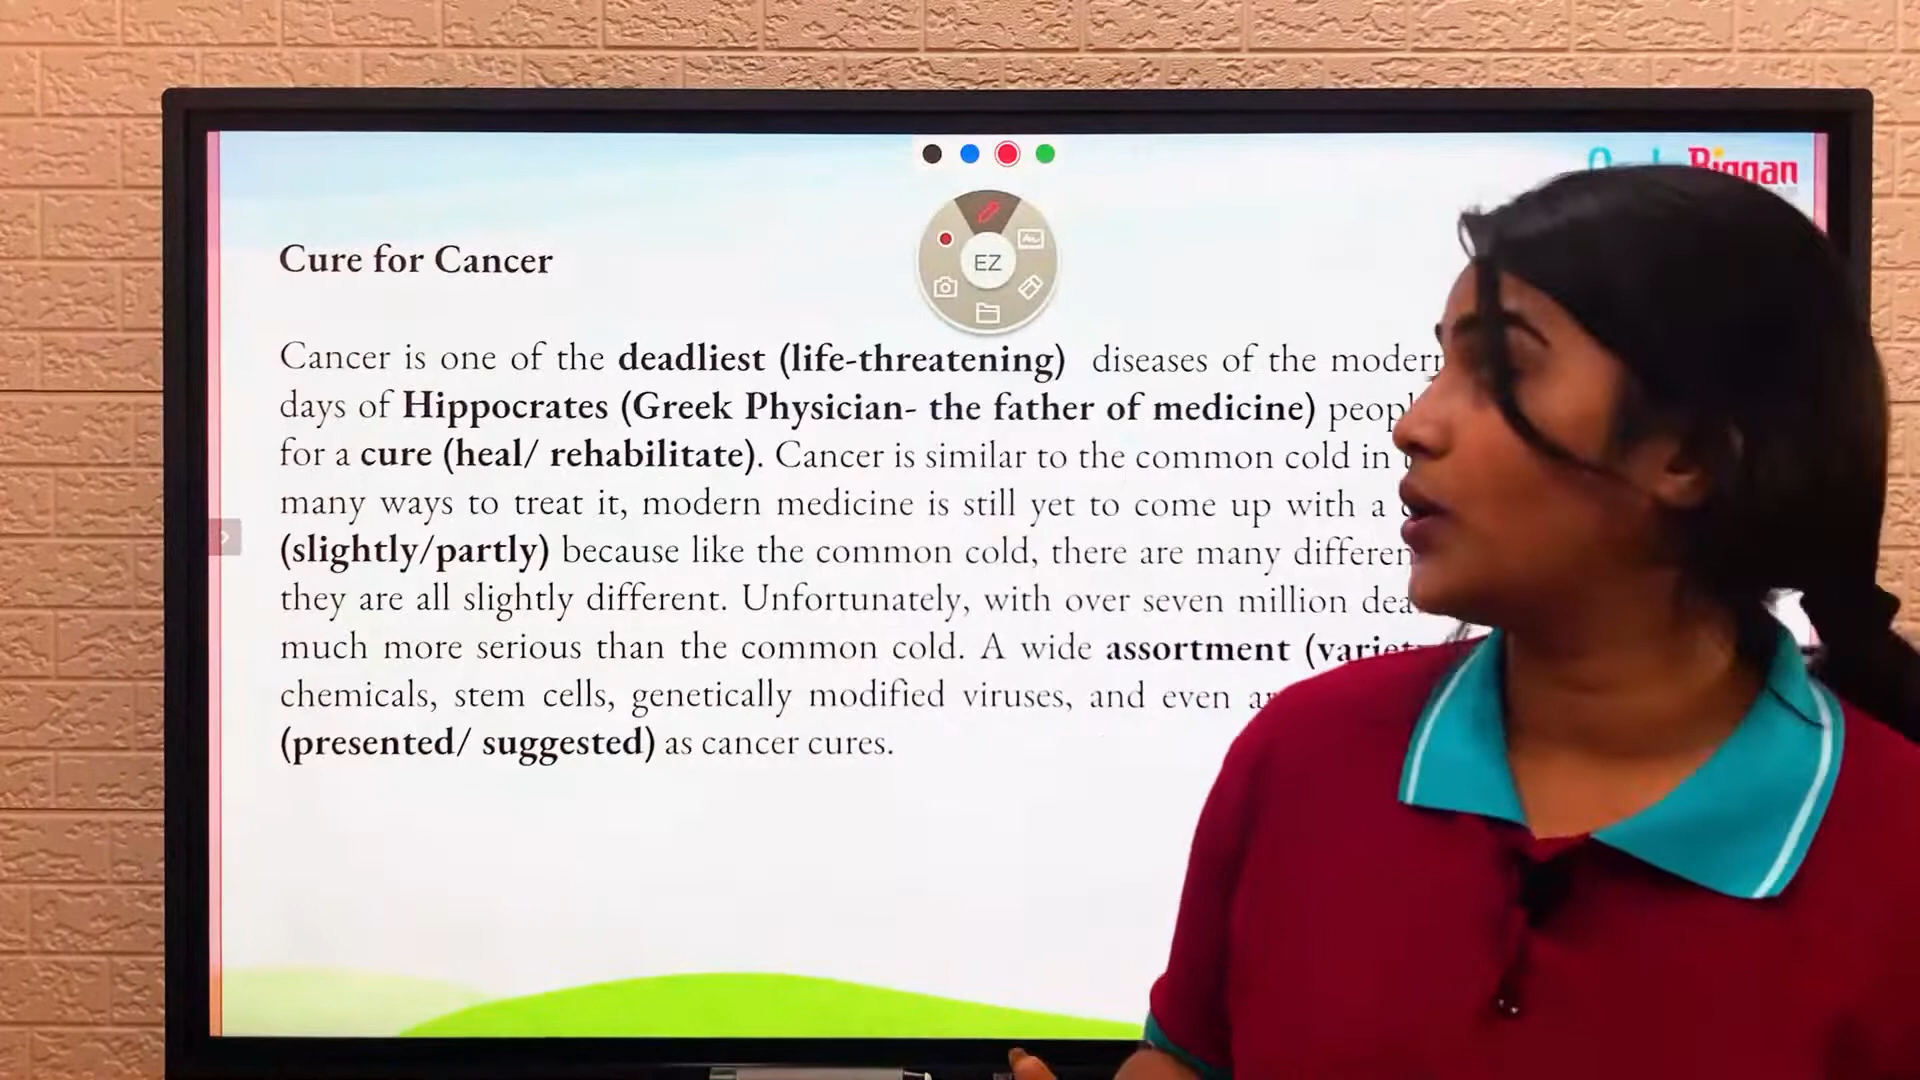 Biggan
EZ
Cure for Cancer
Cancer is one of the deadliest (life-threatening) diseases of the modern
days of Hippocrates (Greek Physician- the father of medicine)
for a cure (heal/ rehabilitate). Cancer is similar to the common cold in
many ways to treat it, modern medicine is still yet to come up with a
(slightly/partly) because like the common cold, there are many
they are all slightly different. Unfortunately, with over seven million
much more serious than the common cold. A wide assortment
chemicals, stem cells, genetically modified viruses, and even
(presented/ suggested) as cancer cures.